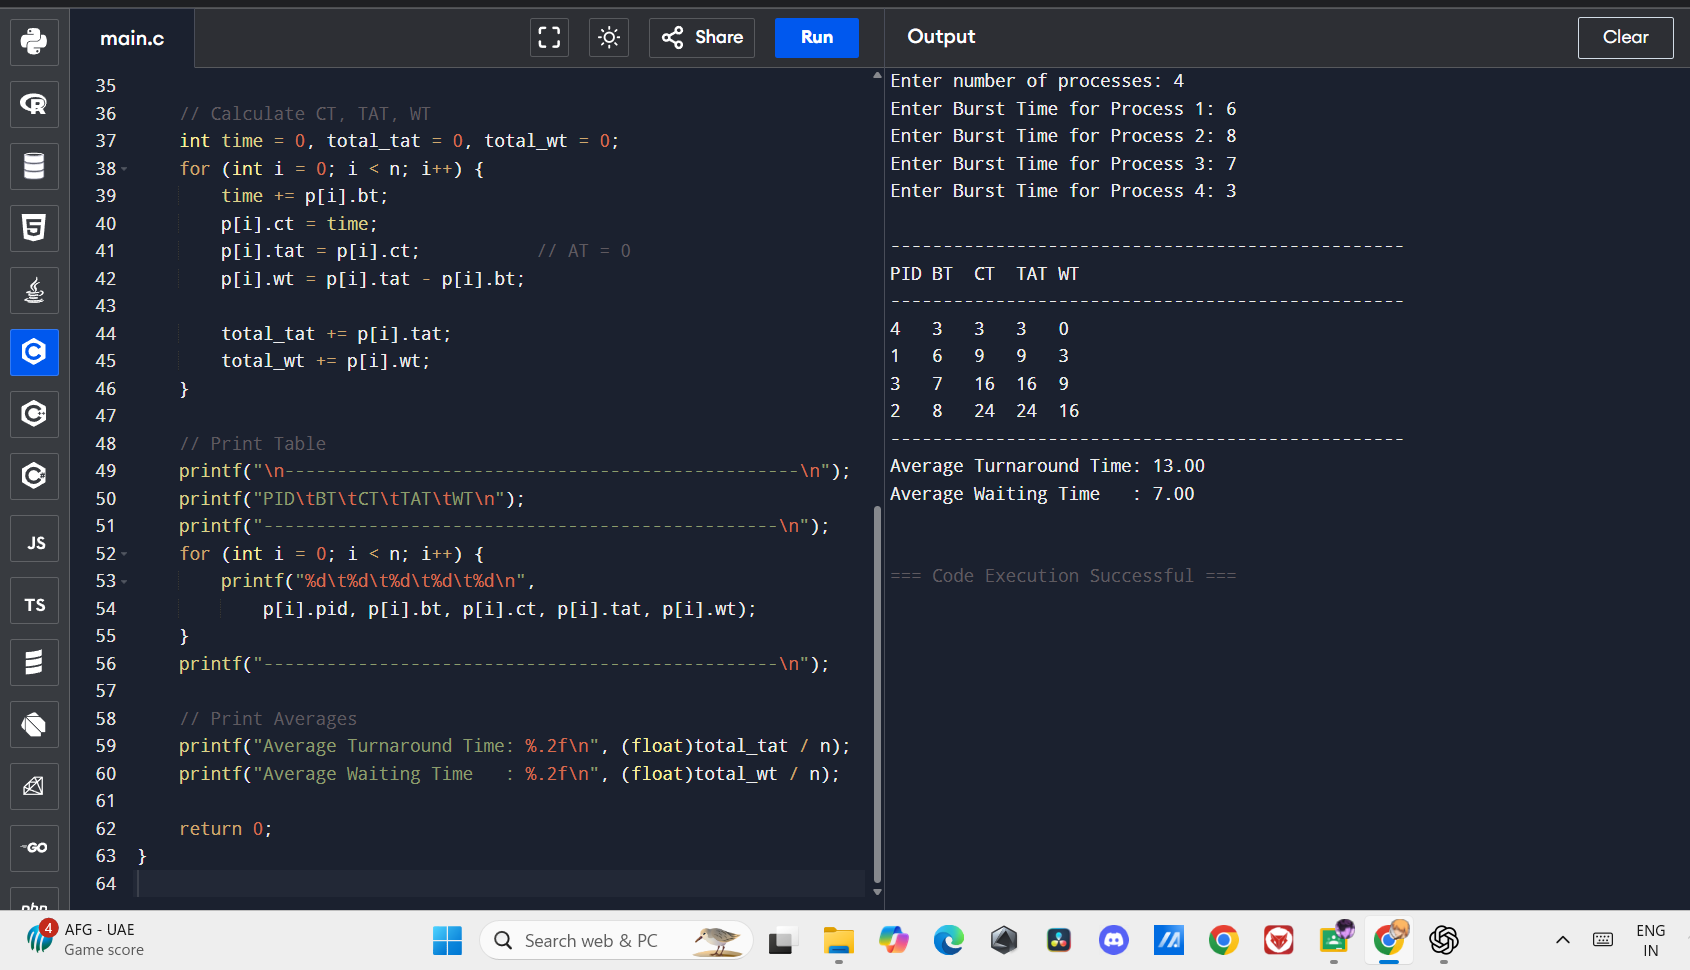 main.c
Share
Run
Output
Clear
35
36 // Calculate CT, TAT, WT
37 int time = 0, total_tat = 0, total_wt = 0;
38 for (int i = 0; i < n; i++) {
39 time += p[i].bt;
40 p[i].ct = time;
41 p[i].tat = p[i].ct; // AT = 0
42 p[i].wt = p[i].tat - p[i].bt;
43
44 total_tat += p[i].tat;
45 total_wt += p[i].wt;
46 }
47
48 // Print Table
49 printf("\n-------------------------------------------------\n");
50 printf("PID\tBT\tCT\tTAT\tWT\n");
51 printf("-------------------------------------------------\n");
52 for (int i = 0; i < n; i++) {
53 printf("%d\t%d\t%d\t%d\t%d\n",
54 p[i].pid, p[i].bt, p[i].ct, p[i].tat, p[i].wt);
55 }
56 printf("-------------------------------------------------\n");
57
58 // Print Averages
59 printf("Average Turnaround Time: %.2f\n", (float)total_tat / n);
60 printf("Average Waiting Time   : %.2f\n", (float)total_wt / n);
61
62 return 0;
63 }
64
Enter number of processes: 4
Enter Burst Time for Process 1: 6
Enter Burst Time for Process 2: 8
Enter Burst Time for Process 3: 7
Enter Burst Time for Process 4: 3
-------------------------------------------------
PID BT CT TAT WT
-------------------------------------------------
4 3 3 3 0
1 6 9 9 3
3 7 16 16 9
2 8 24 24 16
-------------------------------------------------
Average Turnaround Time: 13.00
Average Waiting Time   : 7.00
=== Code Execution Successful ===
R
5
C
C
C
JS
TS
GO
php
4
AFG - UAE
Game score
Search web & PC
ENG
IN